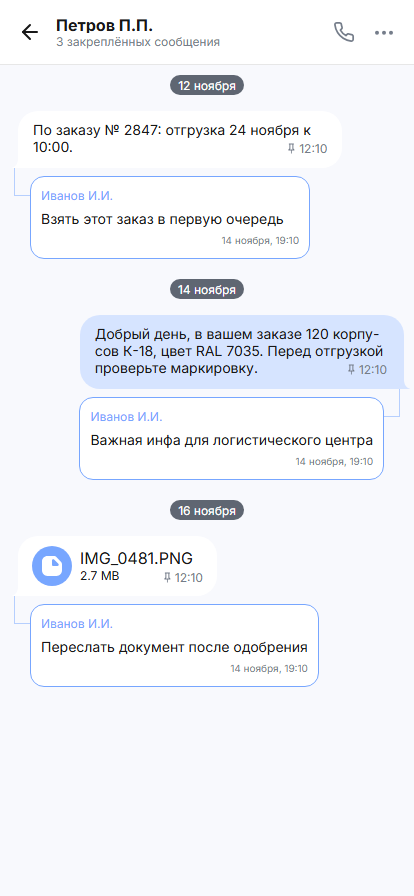 Петров П.П.
3 закреплённых сообщения
12 ноября
По заказу № 2847: отгрузка 24 ноября к
10:00.
12:10
Иванов И.И.
Взять этот заказ в первую очередь
14 ноября, 19:10
14 ноября
Добрый день, в вашем заказе 120 корпу-
сов К-18, цвет RAL 7035. Перед отгрузкой
проверьте маркировку.
12:10
Иванов И.И.
Важная инфа для логистического центра
14 ноября, 19:10
16 ноября
IMG_0481.PNG
2.7 MB
12:10
Иванов И.И.
Переслать документ после одобрения
14 ноября, 19:10